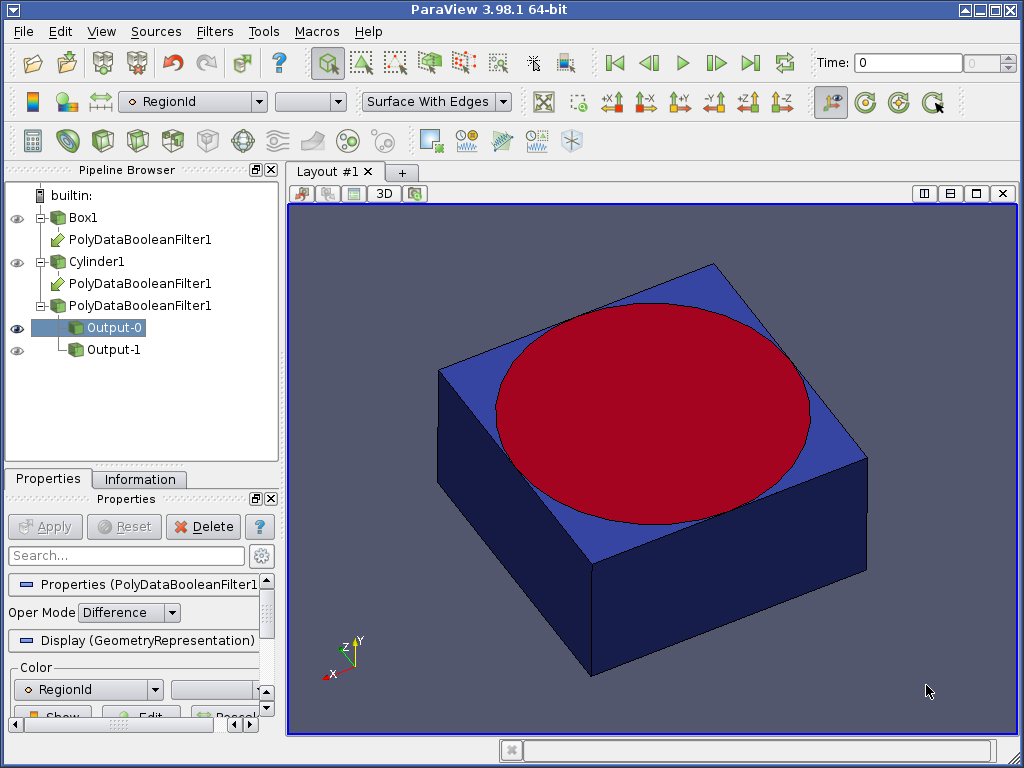 ParaView 3.98.1 64-bit
File Edit View Sources Filters Tools Macros Help
Time: 0 0
RegionId Surface With Edges +X -X +Y -Y +Z -Z
Pipeline Browser
Layout #1 +
3D
builtin:
Box1
PolyDataBooleanFilter1
Cylinder1
PolyDataBooleanFilter1
PolyDataBooleanFilter1
Output-0
Output-1
Properties Information
Properties
Apply Reset Delete ?
Search...
Properties (PolyDataBooleanFilter1
Oper Mode Difference
Display (GeometryRepresentation)
Color
RegionId
Show Edit
Y
Z
X